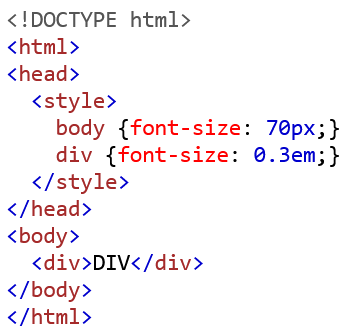 <!DOCTYPE html>
<html>
<head>
  <style>
    body {font-size: 70px;}
    div {font-size: 0.3em;}
  </style>
</head>
<body>
  <div>DIV</div>
</body>
</html>